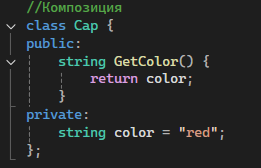 //Композиция
class Cap {
public:
    string GetColor() {
        return color;
    }
private:
    string color = "red";
};